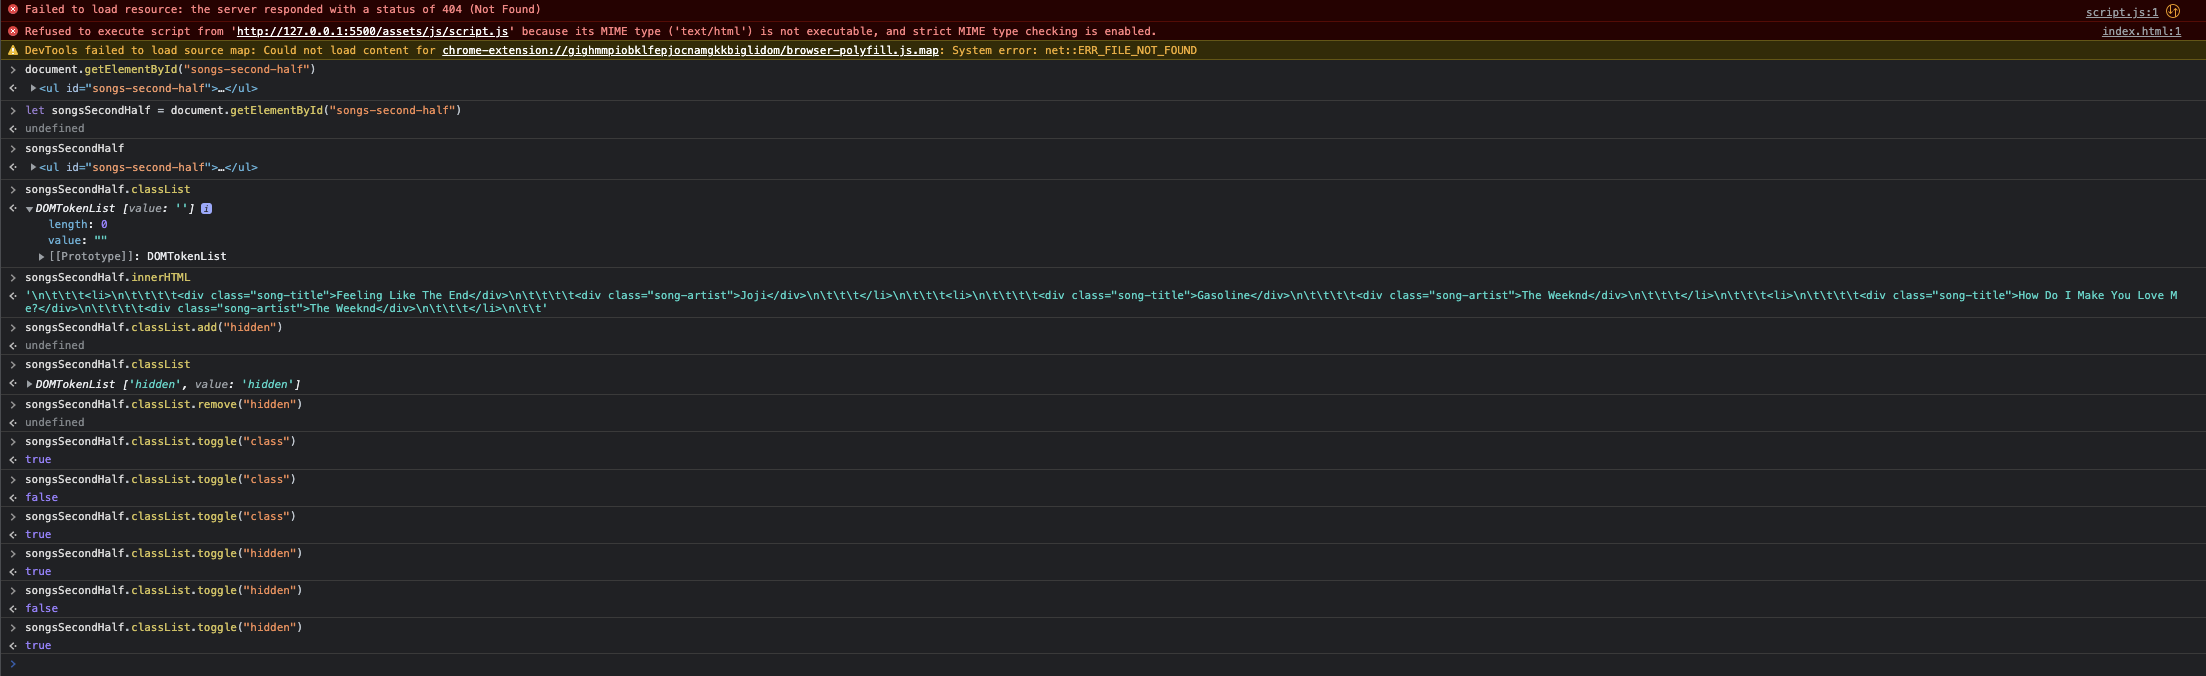 Failed to load resource: the server responded with a status of 404 (Not Found) script.js:1
Refused to execute script from 'http://127.0.0.1:5500/assets/js/script.js' because its MIME type ('text/html') is not executable, and strict MIME type checking is enabled. index.html:1
DevTools failed to load source map: Could not load content for chrome-extension://gighmmpiobklfepjocnamgkkbiglidom/browser-polyfill.js.map: System error: net::ERR_FILE_NOT_FOUND
document.getElementById("songs-second-half")
<ul id="songs-second-half">…</ul>
let songsSecondHalf = document.getElementById("songs-second-half")
undefined
songsSecondHalf
<ul id="songs-second-half">…</ul>
songsSecondHalf.classList
DOMTokenList [value: ''] i
length: 0
value: ""
[[Prototype]]: DOMTokenList
songsSecondHalf.innerHTML
'\n\t\t\t<li>\n\t\t\t\t<div class="song-title">Feeling Like The End</div>\n\t\t\t\t<div class="song-artist">Joji</div>\n\t\t\t</li>\n\t\t\t<li>\n\t\t\t\t<div class="song-title">Gasoline</div>\n\t\t\t\t<div class="song-artist">The Weeknd</div>\n\t\t\t</li>\n\t\t\t<li>\n\t\t\t\t<div class="song-title">How Do I Make You Love M
e?</div>\n\t\t\t\t<div class="song-artist">The Weeknd</div>\n\t\t\t</li>\n\t\t'
songsSecondHalf.classList.add("hidden")
undefined
songsSecondHalf.classList
DOMTokenList ['hidden', value: 'hidden']
songsSecondHalf.classList.remove("hidden")
undefined
songsSecondHalf.classList.toggle("class")
true
songsSecondHalf.classList.toggle("class")
false
songsSecondHalf.classList.toggle("class")
true
songsSecondHalf.classList.toggle("hidden")
true
songsSecondHalf.classList.toggle("hidden")
false
songsSecondHalf.classList.toggle("hidden")
true